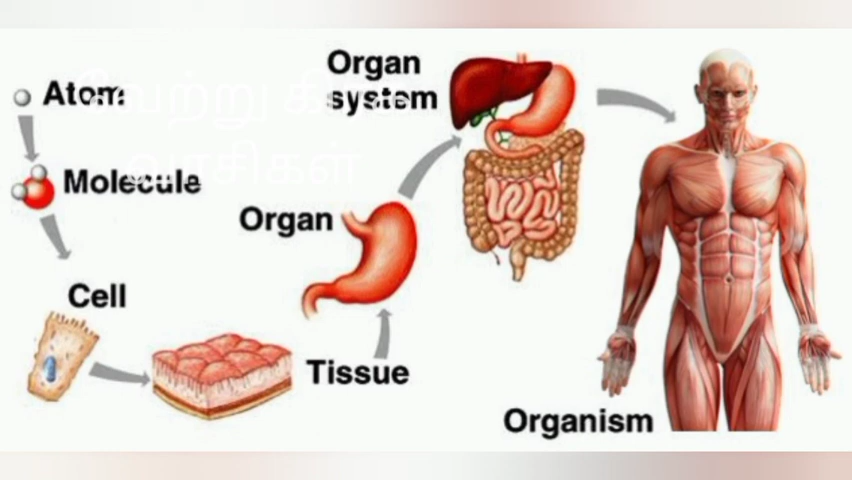 Atom
Molecule
Cell
Tissue
Organ
Organ
system
Organism